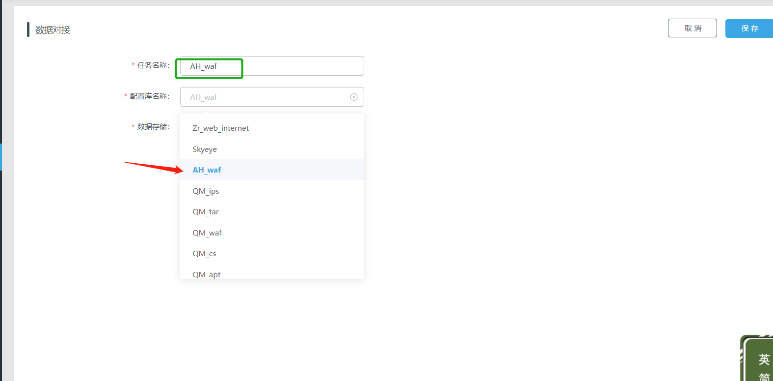 数据对接
取 消
保 存
* 任务名称:
AH_waf
* 配置库名称:
AH_waf
* 数据存储:
Zr_web_internet
Skyeye
AH_waf
QM_ips
QM_tar
QM_waf
QM_cs
QM_apt
英
简